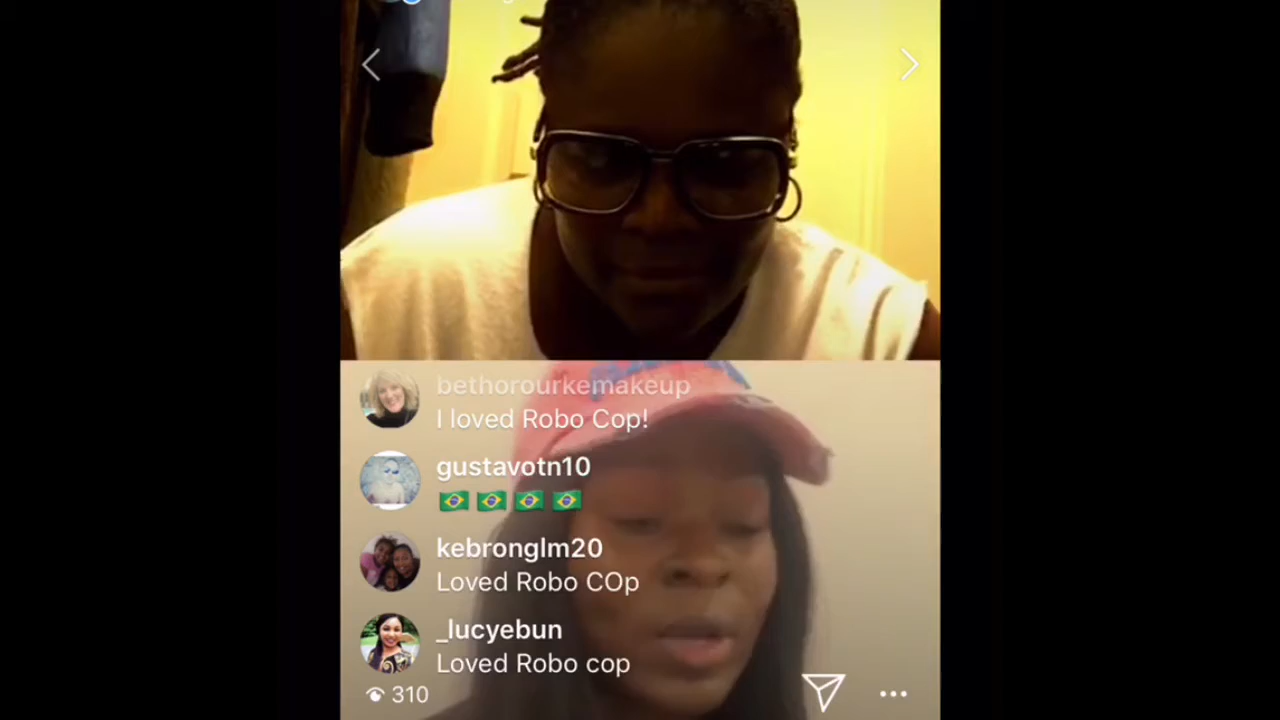 bethorourkemakeup
I loved Robo Cop!
gustavotn10
🇧🇷 🇧🇷 🇧🇷 🇧🇷
kebronglm20
Loved Robo COp
_lucyebun
Loved Robo cop
310